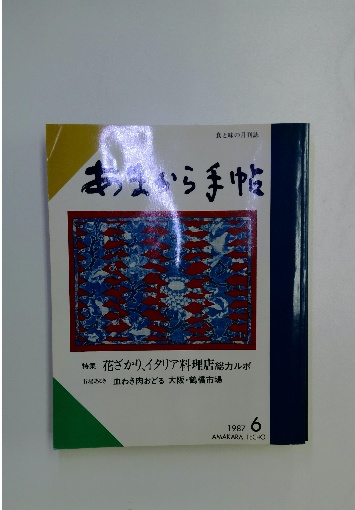 食と味の月刊誌
あまから手帖
特集 花ざかり、イタリア料理店総力ルポ
血わき肉おどる 大阪・鶴橋市場
1987 6
AMAKARA TECHO